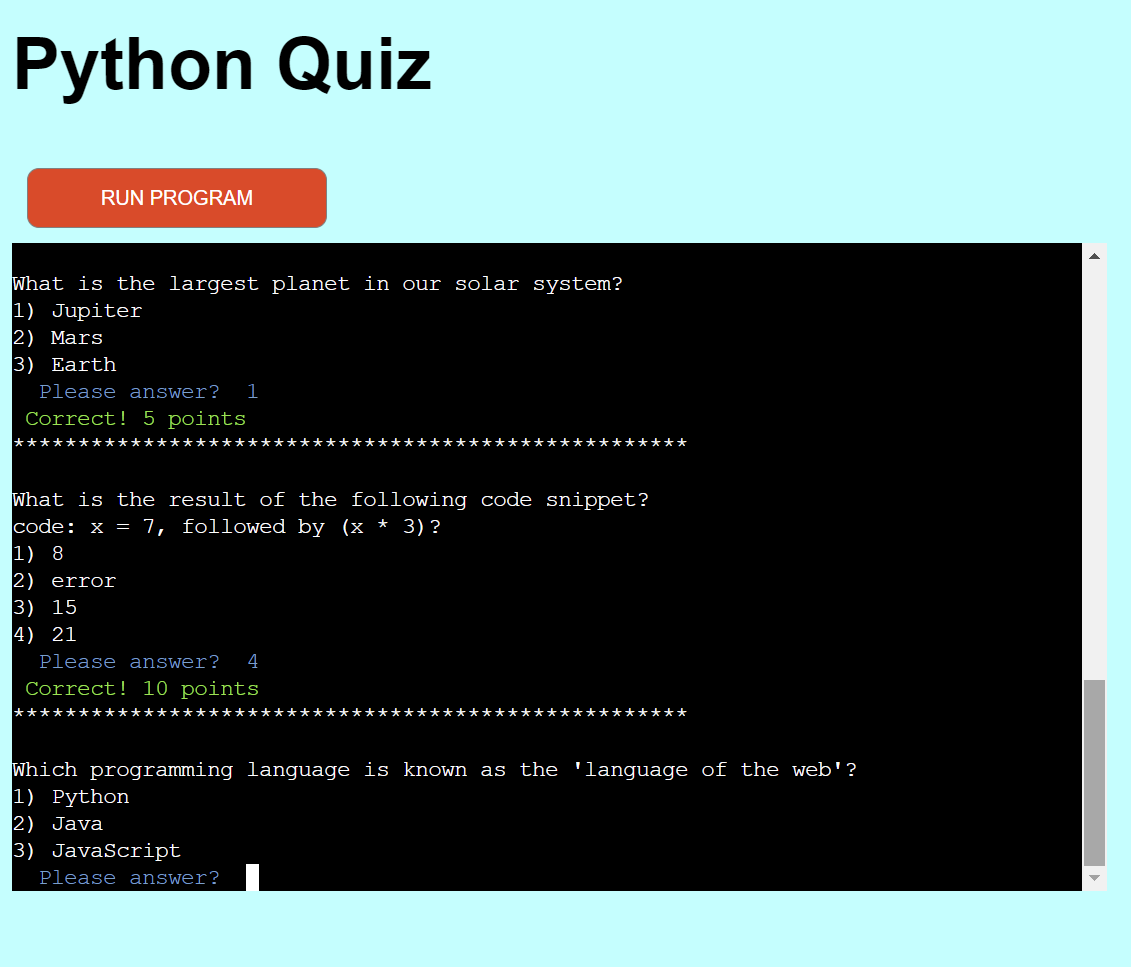 Python Quiz
RUN PROGRAM
What is the largest planet in our solar system?
1) Jupiter
2) Mars
3) Earth
Please answer?  1
Correct! 5 points
****************************************************
What is the result of the following code snippet?
code: x = 7, followed by (x * 3)?
1) 8
2) error
3) 15
4) 21
Please answer?  4
Correct! 10 points
****************************************************
Which programming language is known as the 'language of the web'?
1) Python
2) Java
3) JavaScript
Please answer?